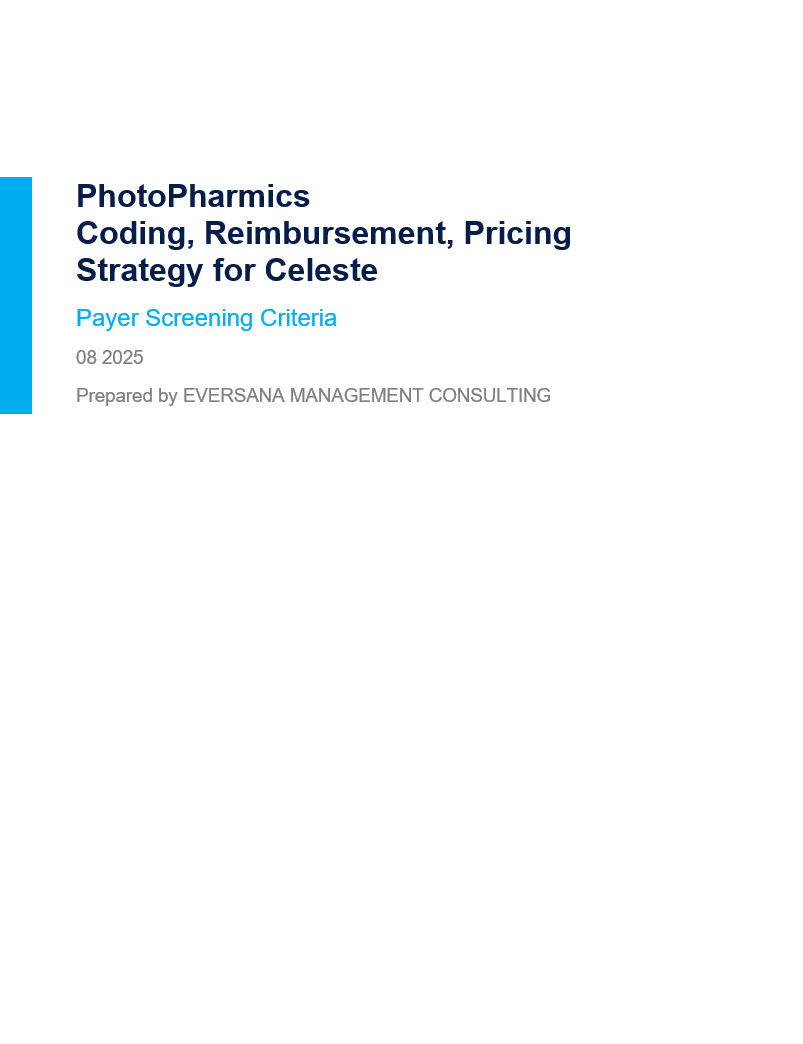 PhotoPharmics
Coding, Reimbursement, Pricing
Strategy for Celeste
Payer Screening Criteria
08 2025
Prepared by EVERSANA MANAGEMENT CONSULTING